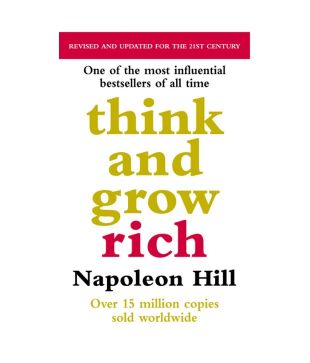 REVISED AND UPDATED FOR THE 21ST CENTURY
One of the most influential
bestsellers of all time
think and
grow
rich
Napoleon Hill
Over 15 million copies
sold worldwide